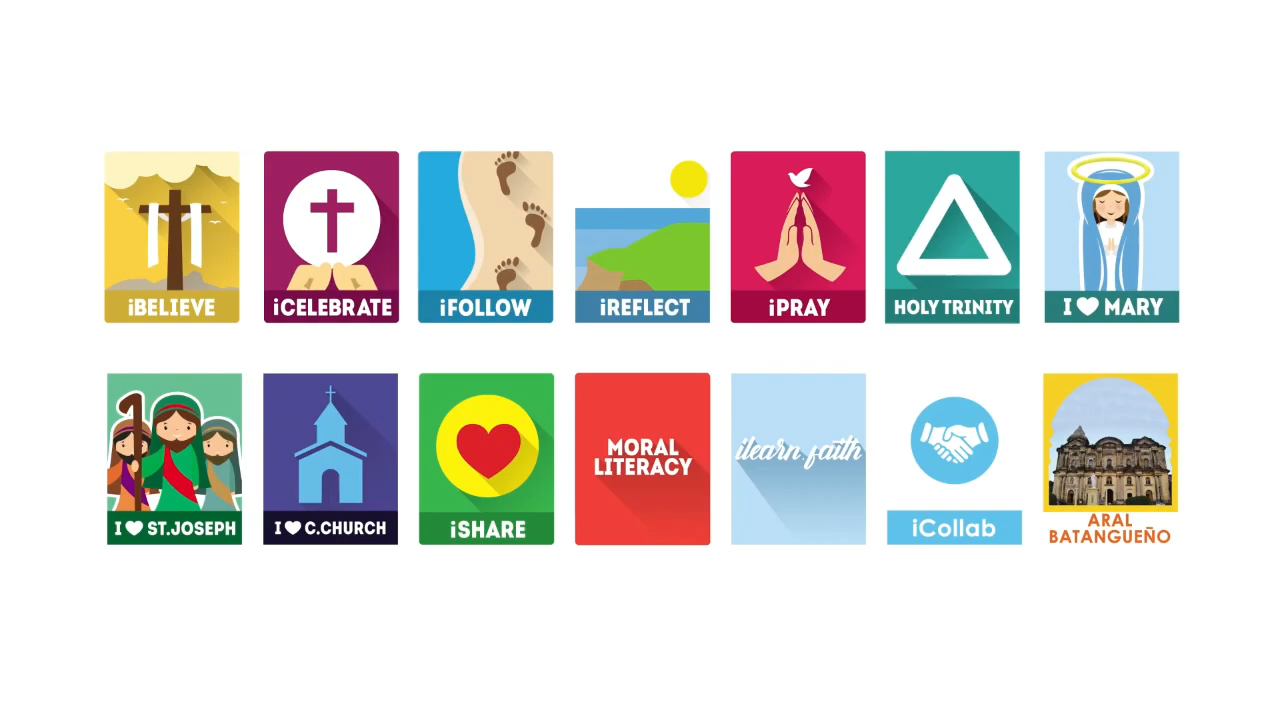 iBELIEVE
iCELEBRATE
iFOLLOW
iREFLECT
iPRAY
HOLY TRINITY
I ♥ MARY
I ♥ ST.JOSEPH
I ♥ C.CHURCH
iSHARE
MORAL
LITERACY
ilearn.faith
iCollab
ARAL
BATANGUEÑO